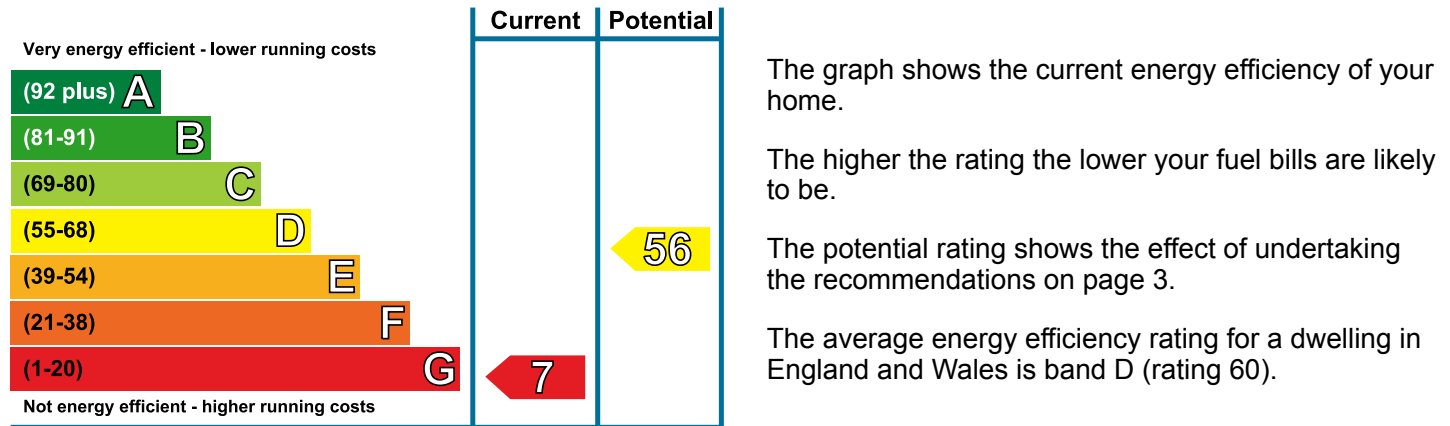 Current Potential
Very energy efficient - lower running costs
(92 plus) A
(81-91) B
(69-80) C
(55-68) D
56
(39-54) E
(21-38) F
(1-20) G
7
Not energy efficient - higher running costs
The graph shows the current energy efficiency of your
home.
The higher the rating the lower your fuel bills are likely
to be.
The potential rating shows the effect of undertaking
the recommendations on page 3.
The average energy efficiency rating for a dwelling in
England and Wales is band D (rating 60).